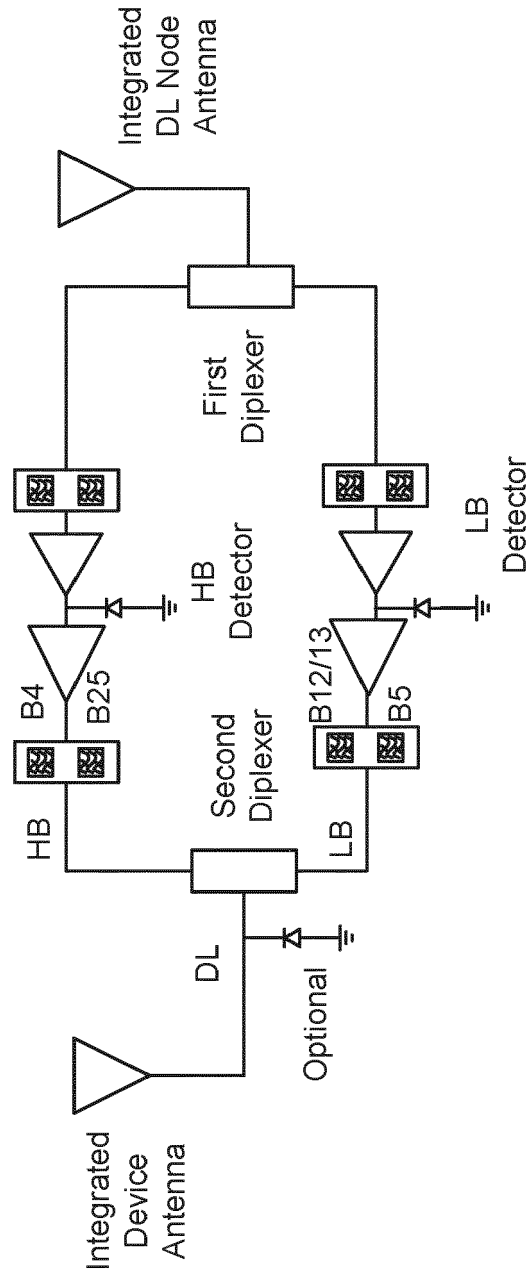 Integrated
Device
Antenna
DL
Optional
HB
Second
Diplexer
LB
B4
B25
HB
Detector
B12/13
B5
First
Diplexer
LB
Detector
Integrated
DL Node
Antenna